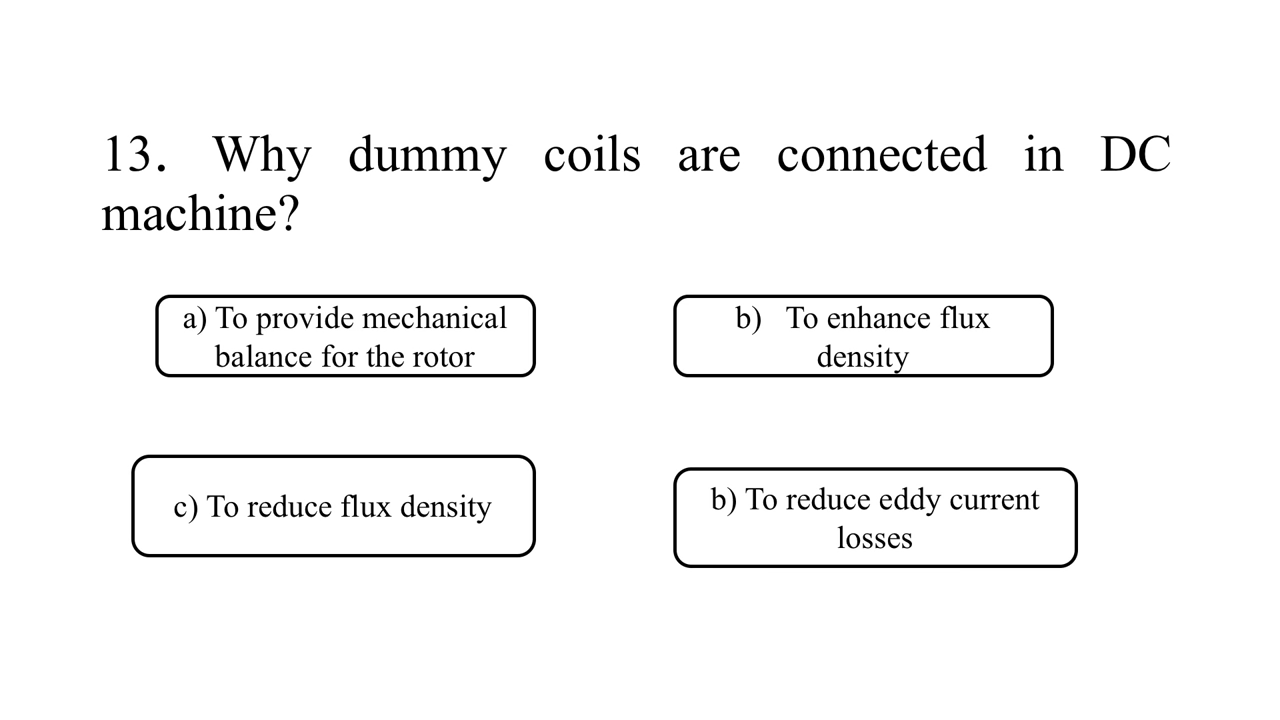 13. Why dummy coils are connected in DC
machine?
a) To provide mechanical
balance for the rotor
b) To enhance flux
density
c) To reduce flux density
b) To reduce eddy current
losses